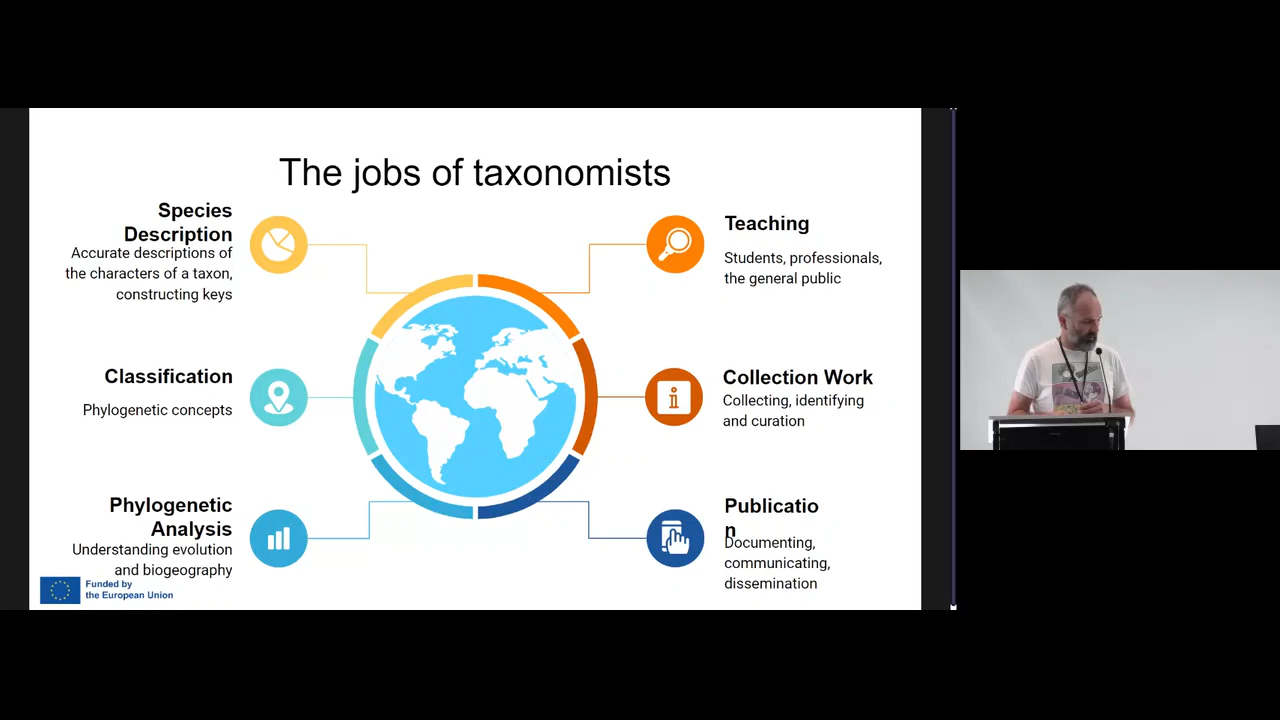 The jobs of taxonomists
Species
Description
Accurate descriptions of
the characters of a taxon,
constructing keys
Classification
Phylogenetic concepts
Phylogenetic
Analysis
Understanding evolution
and biogeography
Teaching
Students, professionals,
the general public
Collection Work
Collecting, identifying
and curation
Publicatio
n
Documenting,
communicating,
dissemination
Funded by
the European Union